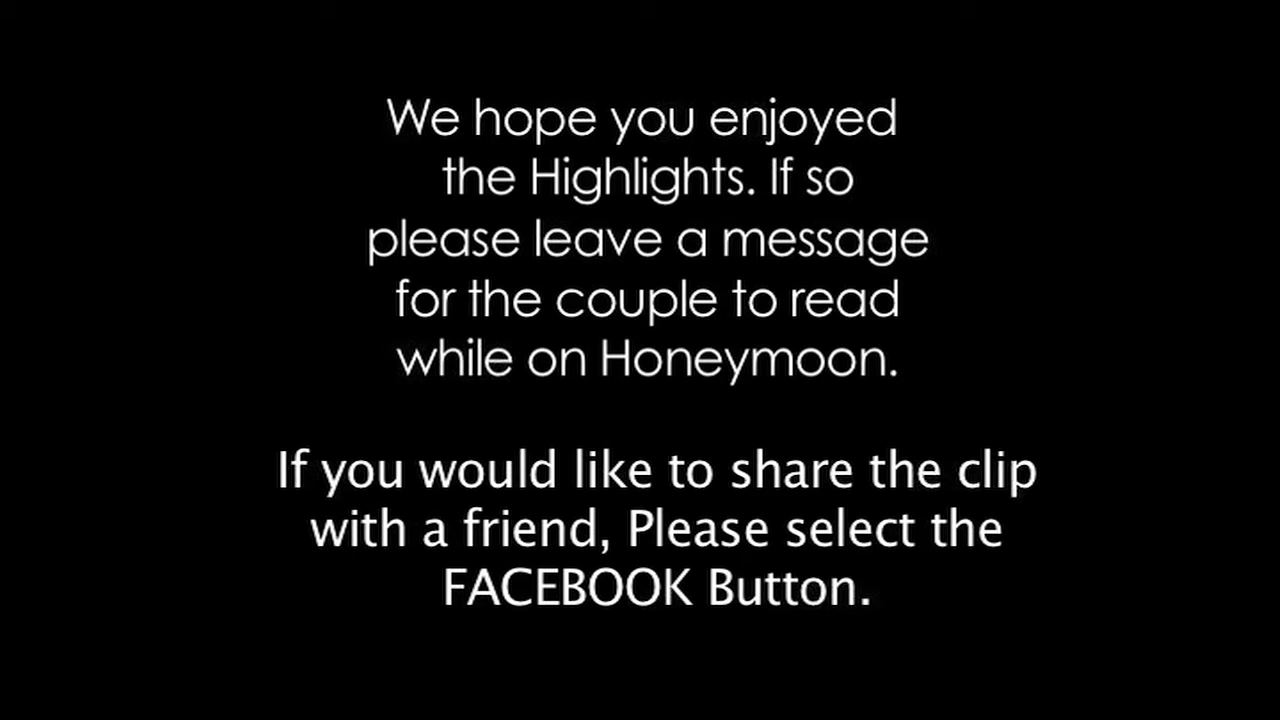 We hope you enjoyed
the Highlights. If so
please leave a message
for the couple to read
while on Honeymoon.
If you would like to share the clip
with a friend, Please select the
FACEBOOK Button.